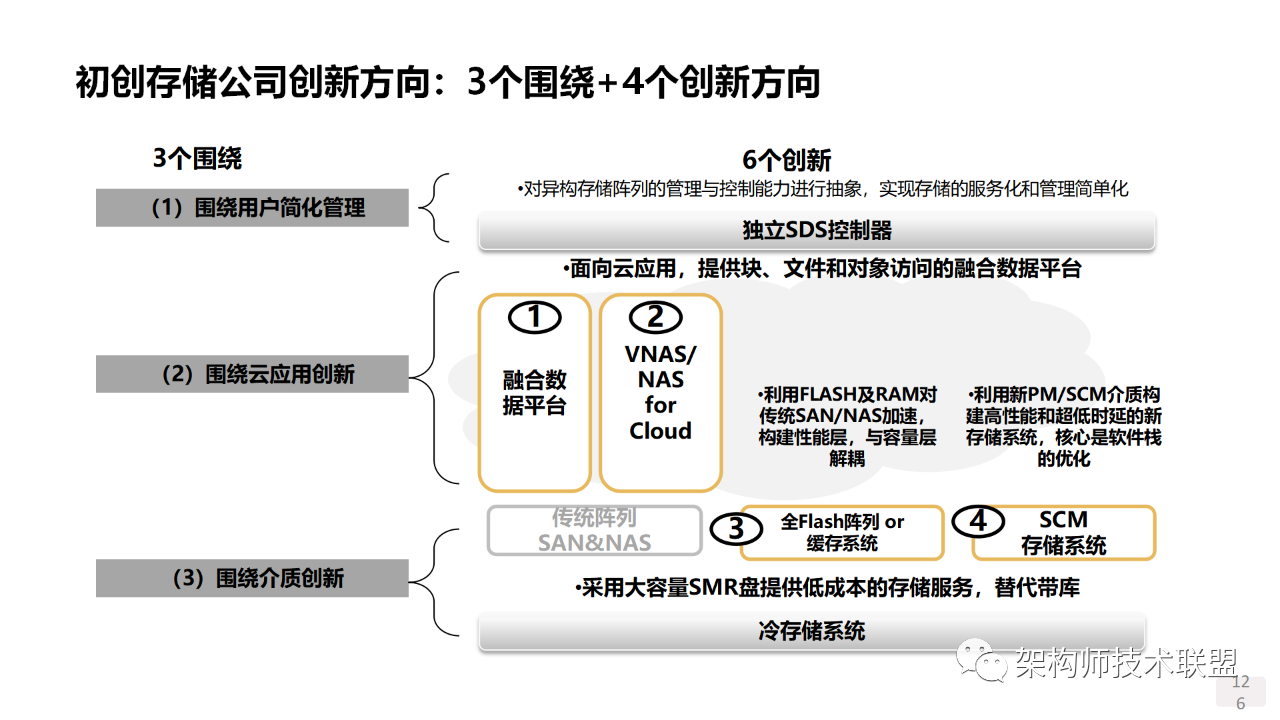 初创存储公司创新方向：3个围绕+4个创新方向
3个围绕
6个创新
•对异构存储阵列的管理与控制能力进行抽象，实现存储的服务化和管理简单化
（1）围绕用户简化管理
独立SDS控制器
•面向云应用，提供块、文件和对象访问的融合数据平台
（2）围绕云应用创新
1
融合数
据平台
2
VNAS/
NAS
for
Cloud
•利用FLASH及RAM对
传统SAN/NAS加速，
构建性能层，与容量层
解耦
•利用新PM/SCM介质构
建高性能和超低时延的新
存储系统，核心是软件栈
的优化
传统阵列
SAN&NAS
3
全Flash阵列 or
缓存系统
4
SCM
存储系统
（3）围绕介质创新
•采用大容量SMR盘提供低成本的存储服务，替代带库
冷存储系统
架构师技术联盟
12
6